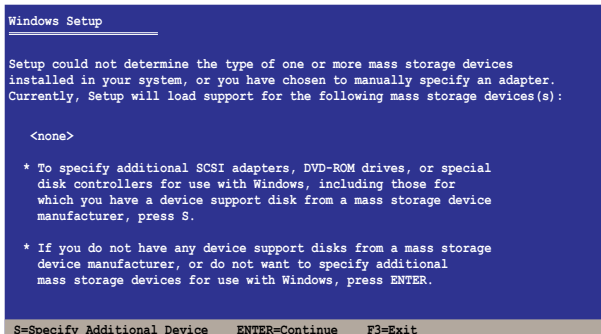 Windows Setup
Setup could not determine the type of one or more mass storage devices
installed in your system, or you have chosen to manually specify an adapter.
Currently, Setup will load support for the following mass storage devices(s):
<none>
* To specify additional SCSI adapters, DVD-ROM drives, or special
disk controllers for use with Windows, including those for
which you have a device support disk from a mass storage device
manufacturer, press S.
* If you do not have any device support disks from a mass storage
device manufacturer, or do not want to specify additional
mass storage devices for use with Windows, press ENTER.
S=Specify Additional Device ENTER=Continue F3=Exit